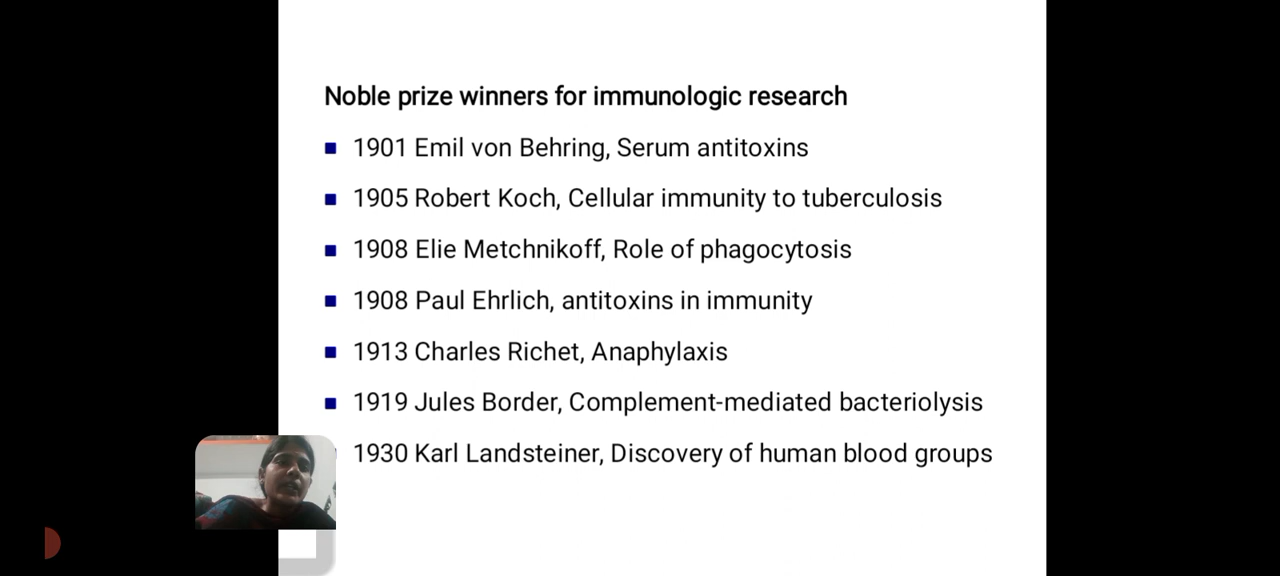 Noble prize winners for immunologic research
1901 Emil von Behring, Serum antitoxins
1905 Robert Koch, Cellular immunity to tuberculosis
1908 Elie Metchnikoff, Role of phagocytosis
1908 Paul Ehrlich, antitoxins in immunity
1913 Charles Richet, Anaphylaxis
1919 Jules Border, Complement-mediated bacteriolysis
1930 Karl Landsteiner, Discovery of human blood groups